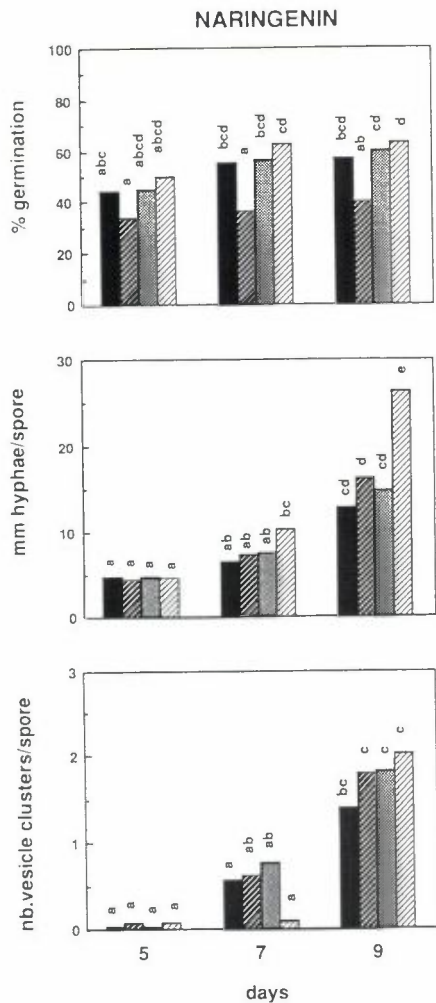 NARINGENIN
% germination
100
80
60
40
20
0
abc
a
abcd
abcd
bcd
a
bcd
cd
bcd
ab
cd
d
mm hyphae/spore
30
20
10
0
a
a
a
a
ab
ab
ab
bc
cd
d
cd
e
nb.vesicle clusters/spore
3
2
1
0
a
a
a
a
a
ab
ab
a
bc
c
c
c
5
7
9
days